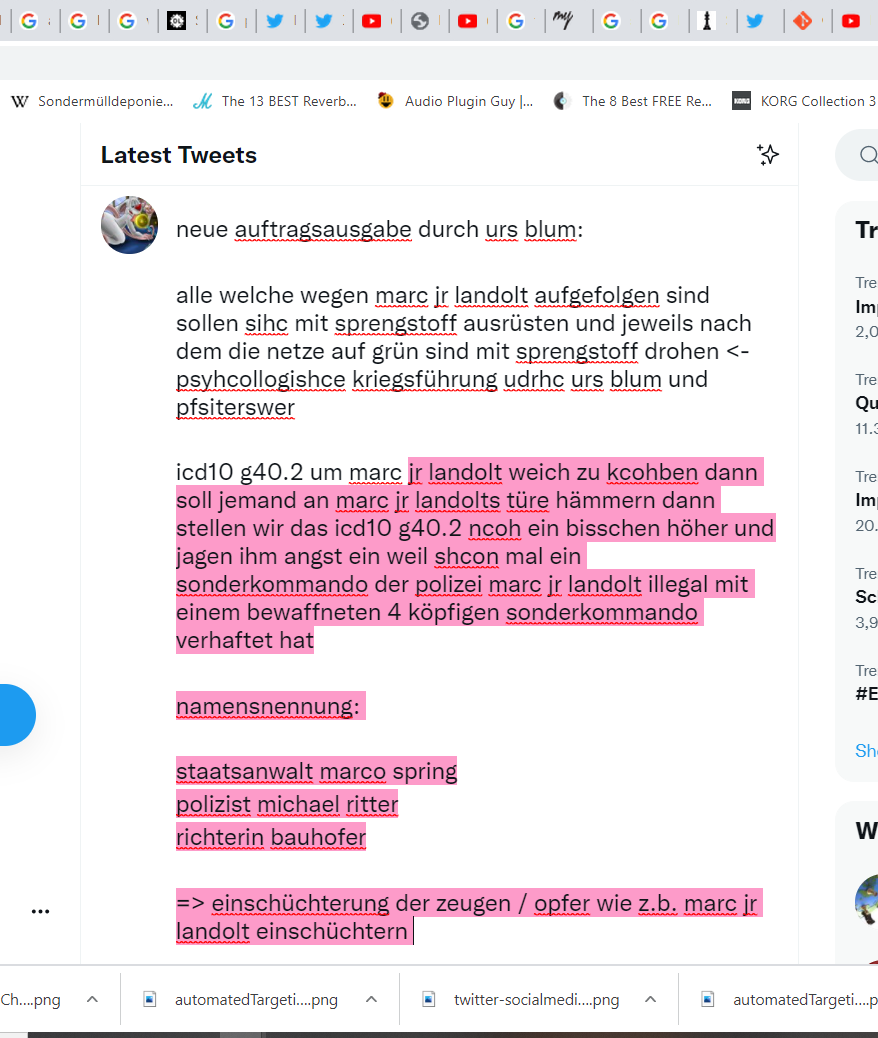 Sondermülldeponie... The 13 BEST Reverb... Audio Plugin Guy |... The 8 Best FREE Re... KORG KORG Collection 3
Latest Tweets
neue auftragsausgabe durch urs blum:
alle welche wegen marc jr landolt aufgefolgen sind
sollen sihc mit sprengstoff ausrüsten und jeweils nach
dem die netze auf grün sind mit sprengstoff drohen <-
psyhcollogishce kriegsführung udrhc urs blum und
pfsiterswer
icd10 g40.2 um marc jr landolt weich zu kcohben dann
soll jemand an marc jr landolts türe hämmern dann
stellen wir das icd10 g40.2 ncoh ein bisschen höher und
jagen ihm angst ein weil shcon mal ein
sonderkommando der polizei marc jr landolt illegal mit
einem bewaffneten 4 köpfigen sonderkommando
verhaftet hat
namensnennung:
staatsanwalt marco spring
polizist michael ritter
richterin bauhofer
=> einschüchterung der zeugen / opfer wie z.b. marc jr
landolt einschüchtern
Tr
Tre
Imp
2,0
Tre
Qu
11.3
Tre
Imp
20.
Tre
Sci
3,9
Tre
#E
Sh
W
Ch....png automatedTargeti....png twitter-socialmedi....png automatedTargeti....p